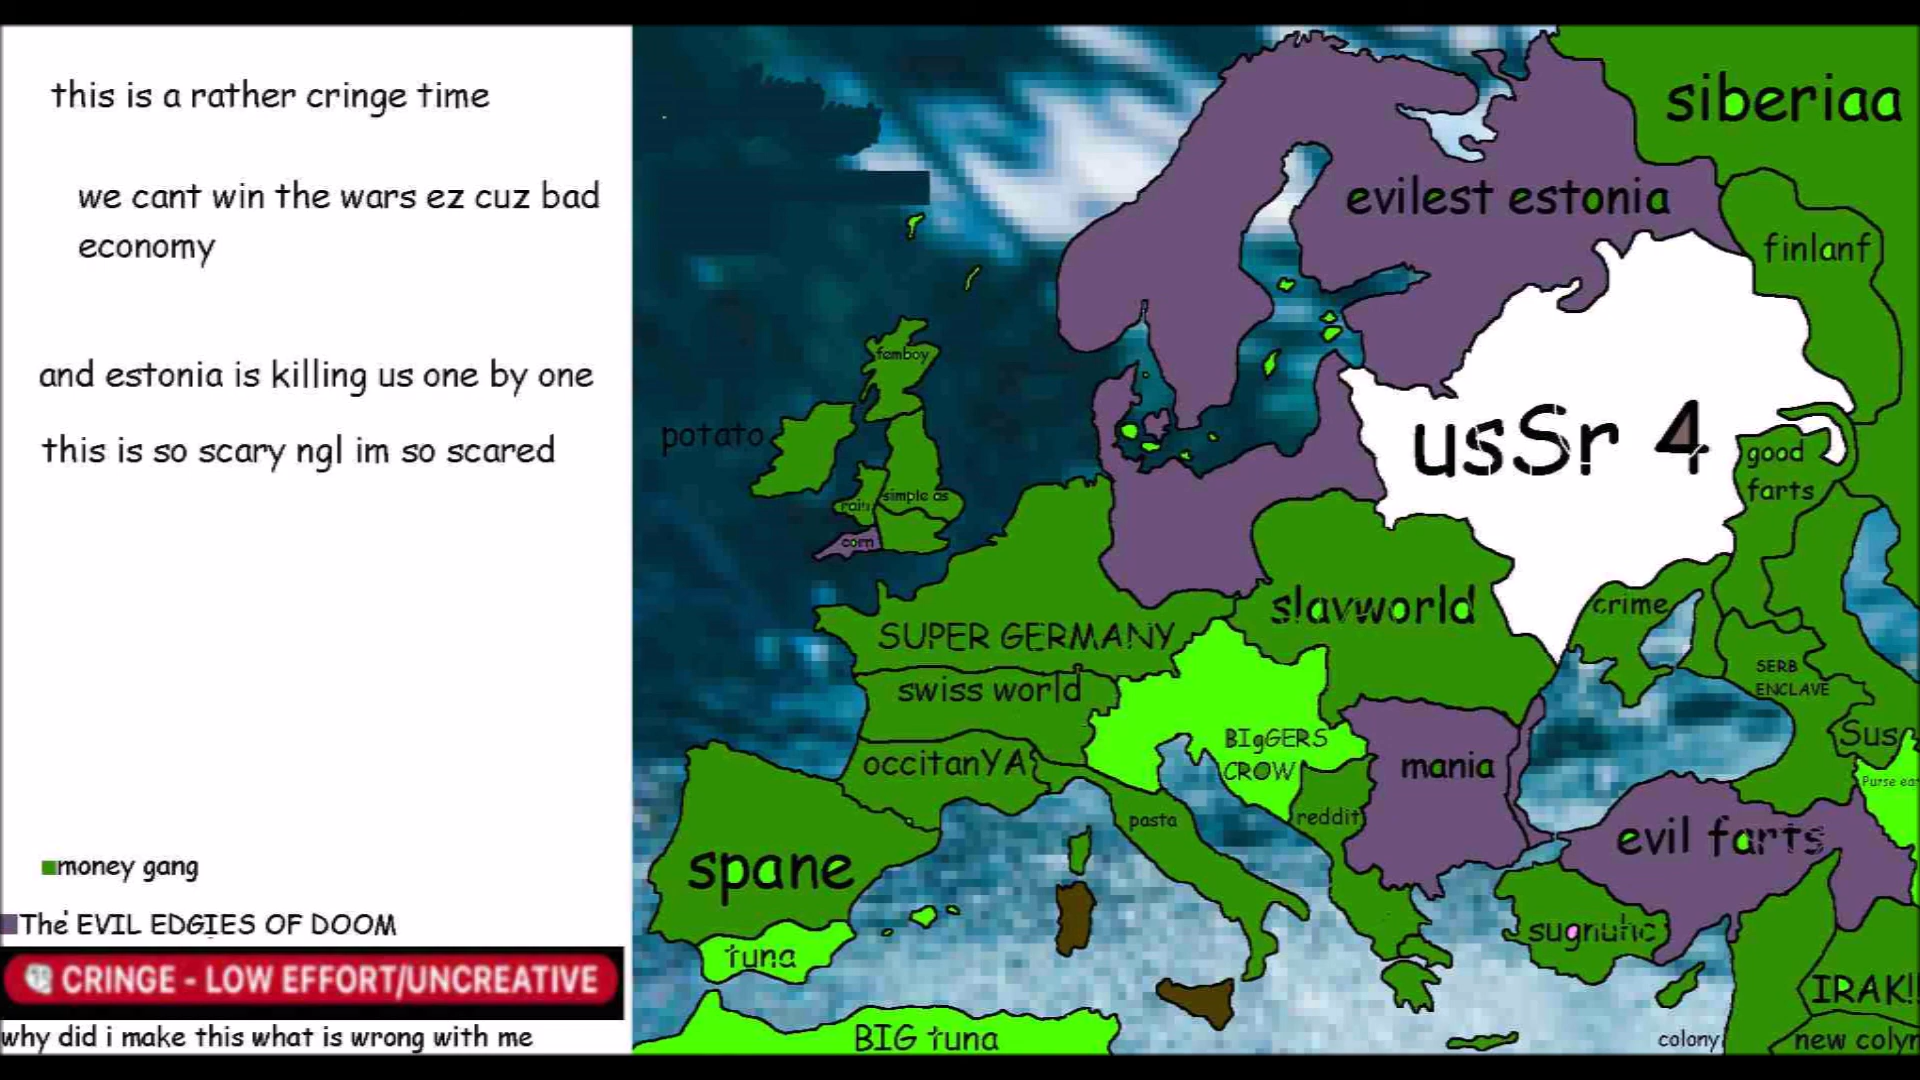 this is a rather cringe time
we cant win the wars ez cuz bad
economy
and estonia is killing us one by one
this is so scary ngl im so scared
money gang
The EVIL EDGIES OF DOOM
CRINGE - LOW EFFORT/UNCREATIVE
why did i make this what is wrong with me
siberiaa
evilest estonia
finlanf
femboy
potato
usSr 4
good
farts
rain
simple as
corn
slavworld
crime
SUPER GERMANY
SERB
ENCLAVE
swiss world
BIgGERS
CROW
Sus
occitanYA
mania
Purse
pasta
reddit
evil farts
spane
tuna
IRAK!!
BIG tuna
colony
new